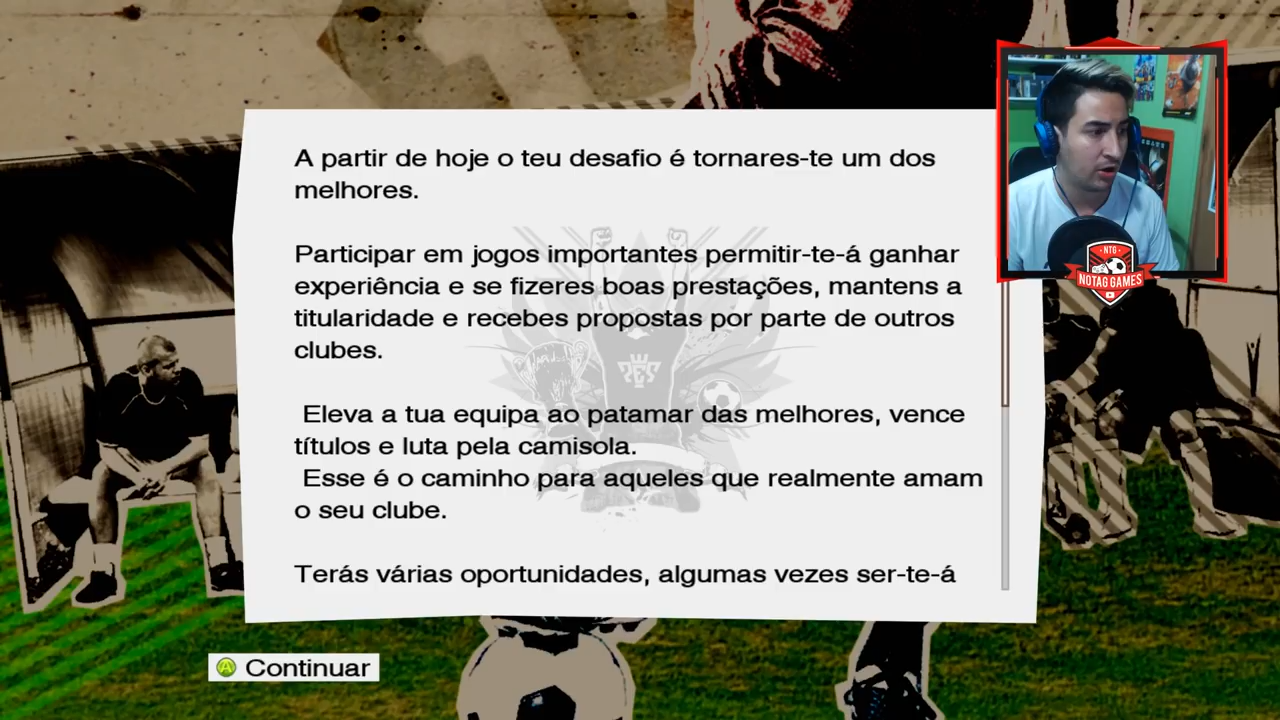 A partir de hoje o teu desafio é tornares-te um dos
melhores.
Participar em jogos importantes permitir-te-á ganhar
experiência e se fizeres boas prestações, mantens a
titularidade e recebes propostas por parte de outros
clubes.
Eleva a tua equipa ao patamar das melhores, vence
títulos e luta pela camisola.
Esse é o caminho para aqueles que realmente amam
o seu clube.
Terás várias oportunidades, algumas vezes ser-te-á
A Continuar
NTG
NOTAG GAMES
PES